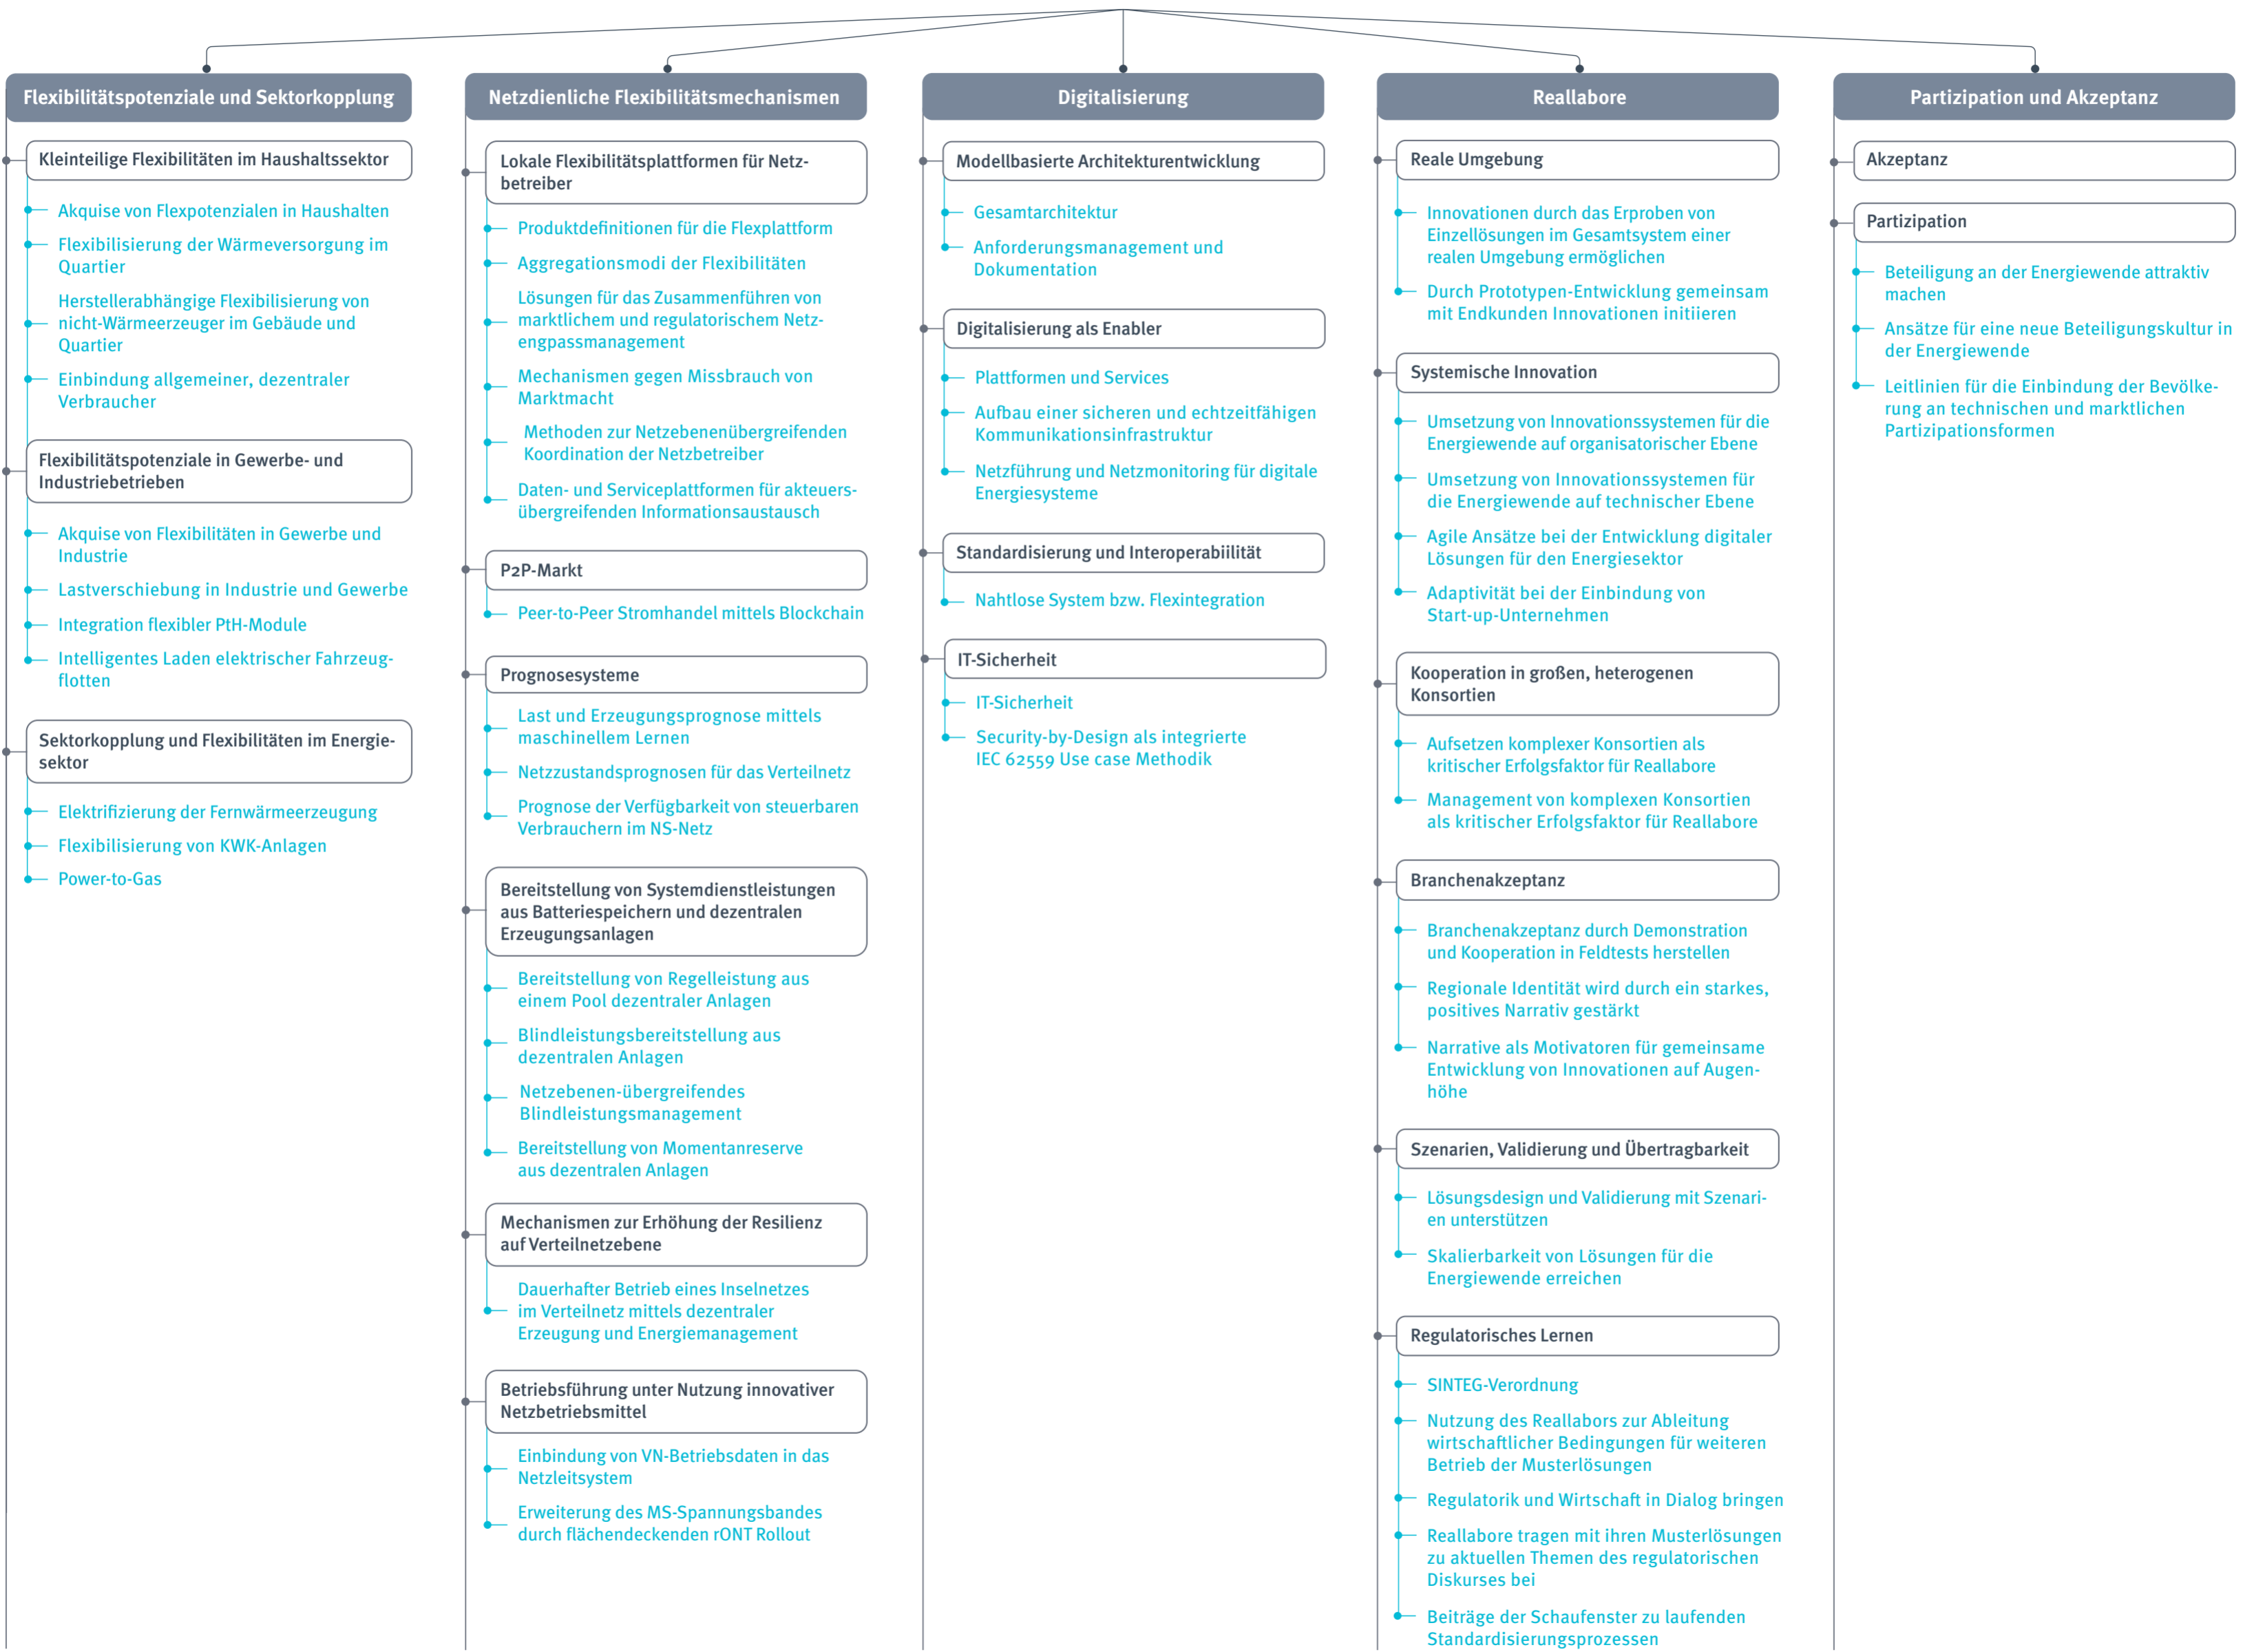 Flexibilitätspotenziale und Sektorkopplung
Kleinteilige Flexibilitäten im Haushaltssektor
Akquise von Flexpotenzialen in Haushalten
Flexibilisierung der Wärmeversorgung im
Quartier
Herstellerabhängige Flexibilisierung von
nicht-Wärmeerzeuger im Gebäude und
Quartier
Einbindung allgemeiner, dezentraler
Verbraucher
Flexibilitätspotenziale in Gewerbe- und
Industriebetrieben
Akquise von Flexibilitäten in Gewerbe und
Industrie
Lastverschiebung in Industrie und Gewerbe
Integration flexibler PtH-Module
Intelligentes Laden elektrischer Fahrzeug-
flotten
Sektorkopplung und Flexibilitäten im Energie-
sektor
Elektrifizierung der Fernwärmeerzeugung
Flexibilisierung von KWK-Anlagen
Power-to-Gas
Netzdienliche Flexibilitätsmechanismen
Lokale Flexibilitätsplattformen für Netz-
betreiber
Produktdefinitionen für die Flexplattform
Aggregationsmodi der Flexibilitäten
Lösungen für das Zusammenführen von
marktlichem und regulatorischem Netz-
engpassmanagement
Mechanismen gegen Missbrauch von
Marktmacht
Methoden zur Netzebenenübergreifenden
Koordination der Netzbetreiber
Daten- und Serviceplattformen für akteuers-
übergreifenden Informationsaustausch
P2P-Markt
Peer-to-Peer Stromhandel mittels Blockchain
Prognosesysteme
Last und Erzeugungsprognose mittels
maschinellem Lernen
Netzzustandsprognosen für das Verteilnetz
Prognose der Verfügbarkeit von steuerbaren
Verbrauchern im NS-Netz
Bereitstellung von Systemdienstleistungen
aus Batteriespeichern und dezentralen
Erzeugungsanlagen
Bereitstellung von Regelleistung aus
einem Pool dezentraler Anlagen
Blindleistungsbereitstellung aus
dezentralen Anlagen
Netzebenen-übergreifendes
Blindleistungsmanagement
Bereitstellung von Momentanreserve
aus dezentralen Anlagen
Mechanismen zur Erhöhung der Resilienz
auf Verteilnetzebene
Dauerhafter Betrieb eines Inselnetzes
im Verteilnetz mittels dezentraler
Erzeugung und Energiemanagement
Betriebsführung unter Nutzung innovativer
Netzbetriebsmittel
Einbindung von VN-Betriebsdaten in das
Netzleitsystem
Erweiterung des MS-Spannungsbandes
durch flächendeckenden rONT Rollout
Digitalisierung
Modellbasierte Architekturentwicklung
Gesamtarchitektur
Anforderungsmanagement und
Dokumentation
Digitalisierung als Enabler
Plattformen und Services
Aufbau einer sicheren und echtzeitfähigen
Kommunikationsinfrastruktur
Netzführung und Netzmonitoring für digitale
Energiesysteme
Standardisierung und Interoperabiilität
Nahtlose System bzw. Flexintegration
IT-Sicherheit
IT-Sicherheit
Security-by-Design als integrierte
IEC 62559 Use case Methodik
Reallabore
Reale Umgebung
Innovationen durch das Erproben von
Einzellösungen im Gesamtsystem einer
realen Umgebung ermöglichen
Durch Prototypen-Entwicklung gemeinsam
mit Endkunden Innovationen initiieren
Systemische Innovation
Umsetzung von Innovationssystemen für die
Energiewende auf organisatorischer Ebene
Umsetzung von Innovationssystemen für
die Energiewende auf technischer Ebene
Agile Ansätze bei der Entwicklung digitaler
Lösungen für den Energiesektor
Adaptivität bei der Einbindung von
Start-up-Unternehmen
Kooperation in großen, heterogenen
Konsortien
Aufsetzen komplexer Konsortien als
kritischer Erfolgsfaktor für Reallabore
Management von komplexen Konsortien
als kritischer Erfolgsfaktor für Reallabore
Branchenakzeptanz
Branchenakzeptanz durch Demonstration
und Kooperation in Feldtests herstellen
Regionale Identität wird durch ein starkes,
positives Narrativ gestärkt
Narrative als Motivatoren für gemeinsame
Entwicklung von Innovationen auf Augen-
höhe
Szenarien, Validierung und Übertragbarkeit
Lösungsdesign und Validierung mit Szenari-
en unterstützen
Skalierbarkeit von Lösungen für die
Energiewende erreichen
Regulatorisches Lernen
SINTEG-Verordnung
Nutzung des Reallabors zur Ableitung
wirtschaftlicher Bedingungen für weiteren
Betrieb der Musterlösungen
Regulatorik und Wirtschaft in Dialog bringen
Reallabore tragen mit ihren Musterlösungen
zu aktuellen Themen des regulatorischen
Diskurses bei
Beiträge der Schaufenster zu laufenden
Standardisierungsprozessen
Partizipation und Akzeptanz
Akzeptanz
Partizipation
Beteiligung an der Energiewende attraktiv
machen
Ansätze für eine neue Beteiligungskultur in
der Energiewende
Leitlinien für die Einbindung der Bevölke-
rung an technischen und marktlichen
Partizipationsformen